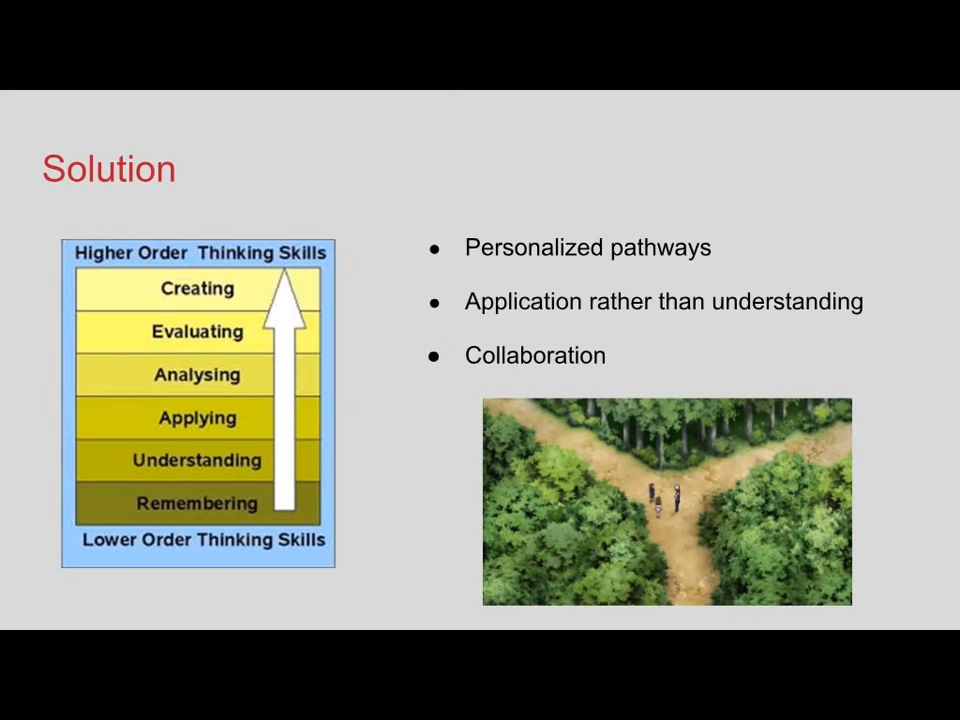 Solution
Higher Order Thinking Skills
Creating
Evaluating
Analysing
Applying
Understanding
Remembering
Lower Order Thinking Skills
● Personalized pathways
● Application rather than understanding
● Collaboration